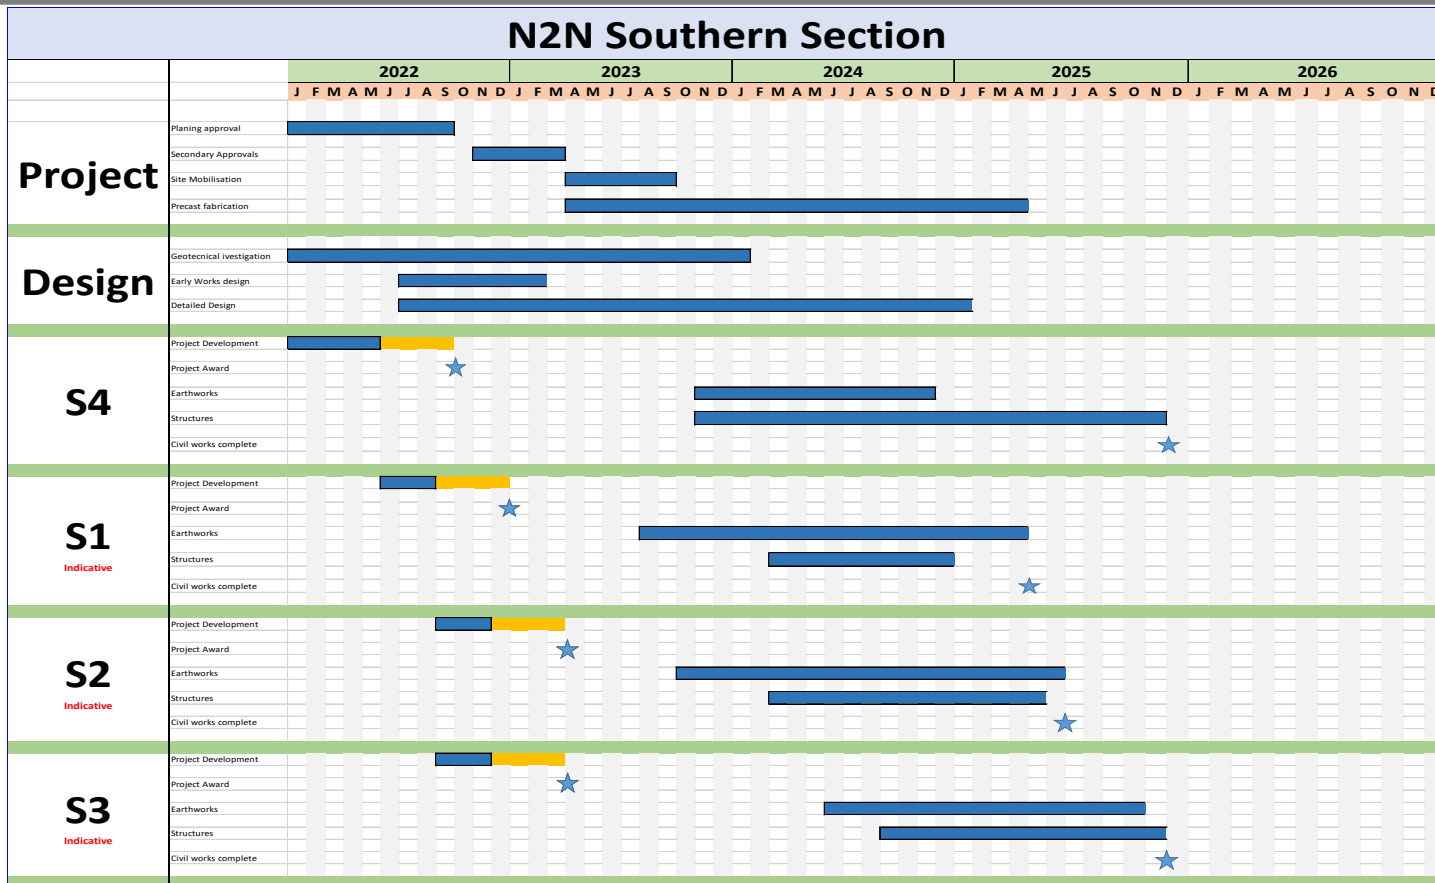 N2N Southern Section
2022 2023 2024 2025 2026
J F M A M J J A S O N D J F M A M J J A S O N D J F M A M J J A S O N D J F M A M J J A S O N D J F M A M J J A S O N D
Project
Planing approval
Secondary Approvals
Site Mobilisation
Precast fabrication
Design
Geotecnical ivestigation
Early Works design
Detailed Design
S4
Project Development
Project Award
Earthworks
Structures
Civil works complete
S1
Indicative
Project Development
Project Award
Earthworks
Structures
Civil works complete
S2
Indicative
Project Development
Project Award
Earthworks
Structures
Civil works complete
S3
Indicative
Project Development
Project Award
Earthworks
Structures
Civil works complete